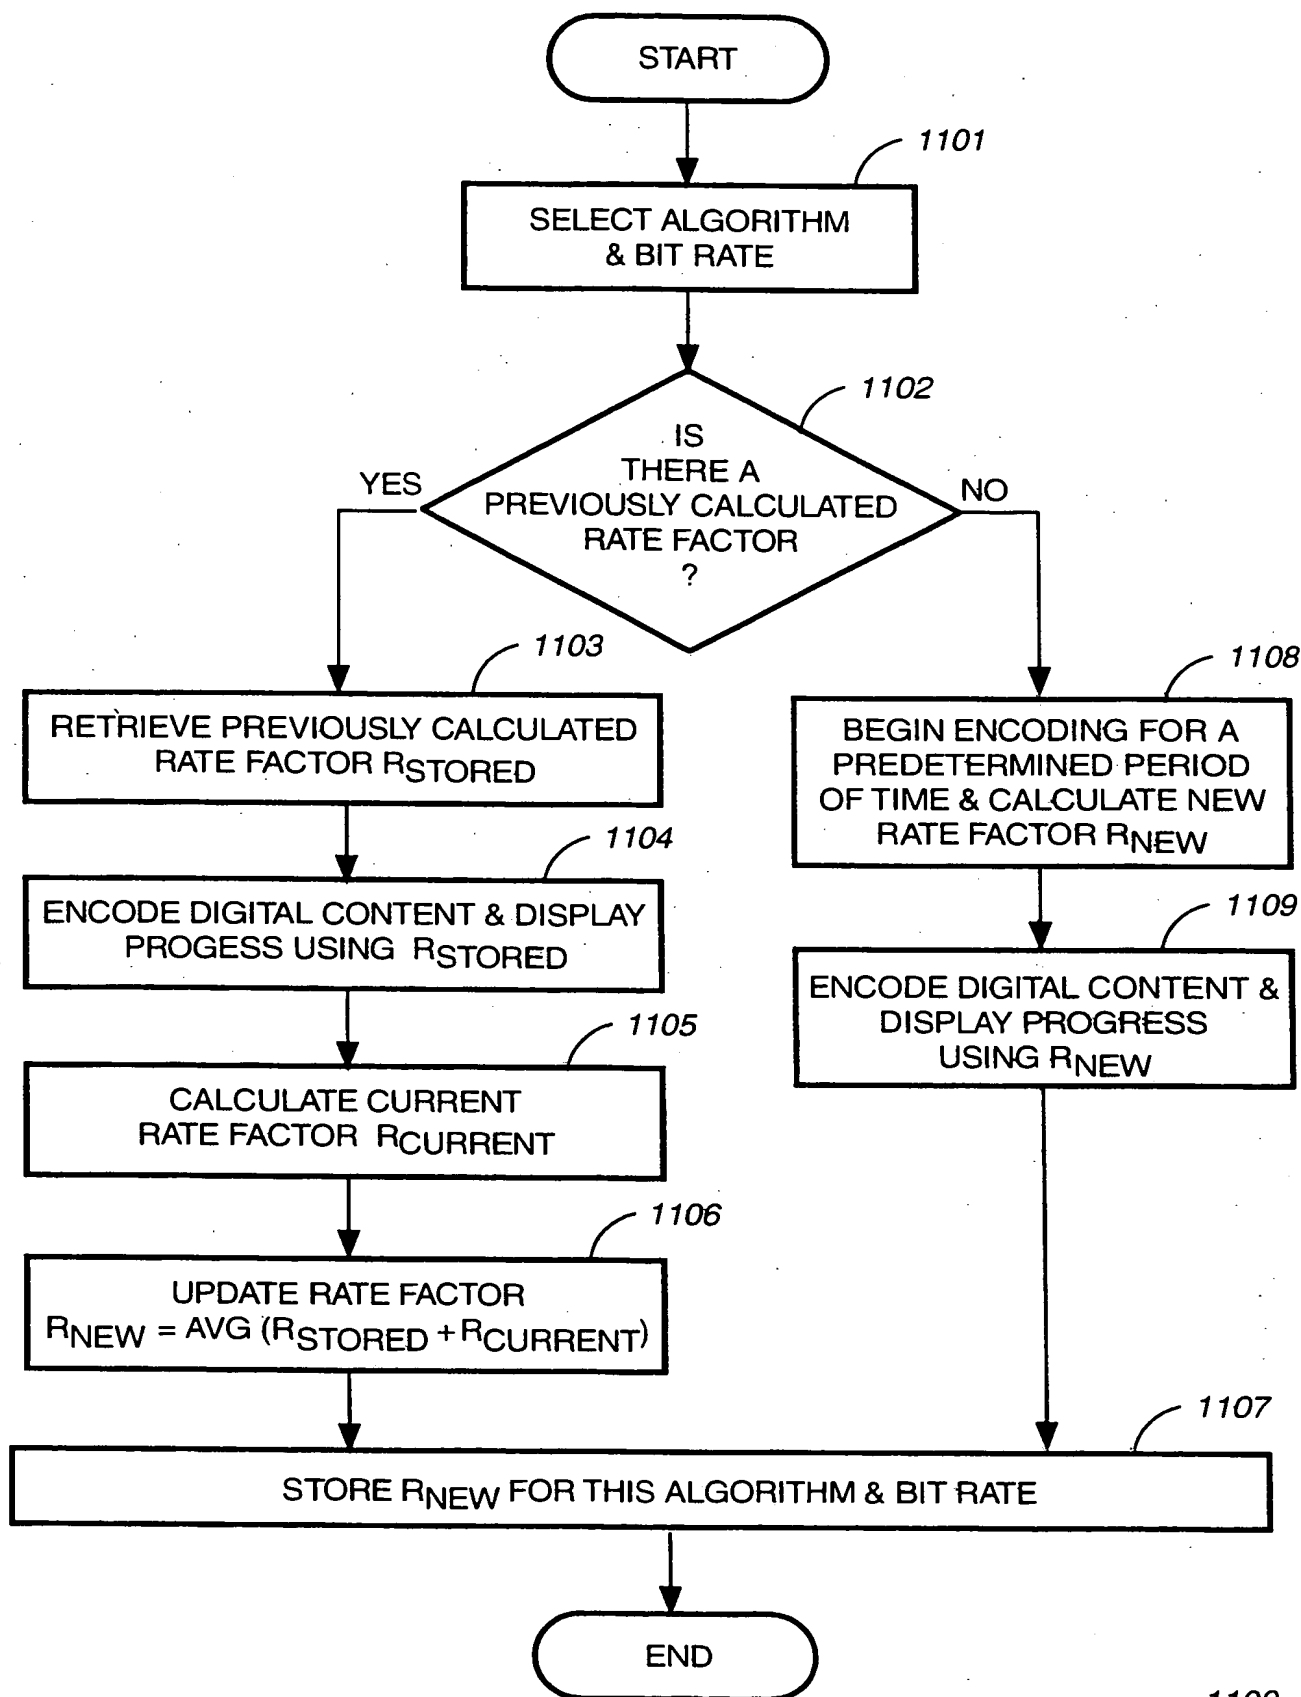 START
1101
SELECT ALGORITHM
& BIT RATE
1102
IS
THERE A
PREVIOUSLY CALCULATED
RATE FACTOR
?
YES
NO
1103
RETRIEVE PREVIOUSLY CALCULATED
RATE FACTOR RSTORED
1104
ENCODE DIGITAL CONTENT & DISPLAY
PROGESS USING RSTORED
1105
CALCULATE CURRENT
RATE FACTOR RCURRENT
1106
UPDATE RATE FACTOR
RNEW = AVG (RSTORED + RCURRENT)
1108
BEGIN ENCODING FOR A
PREDETERMINED PERIOD
OF TIME & CALCULATE NEW
RATE FACTOR RNEW
1109
ENCODE DIGITAL CONTENT &
DISPLAY PROGRESS
USING RNEW
1107
STORE RNEW FOR THIS ALGORITHM & BIT RATE
END